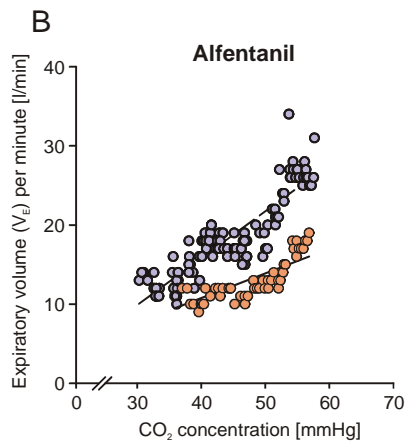 B
Alfentanil
Expiratory volume (V_E) per minute [l/min]
40
30
20
10
0
0
30
40
50
60
70
CO₂ concentration [mmHg]